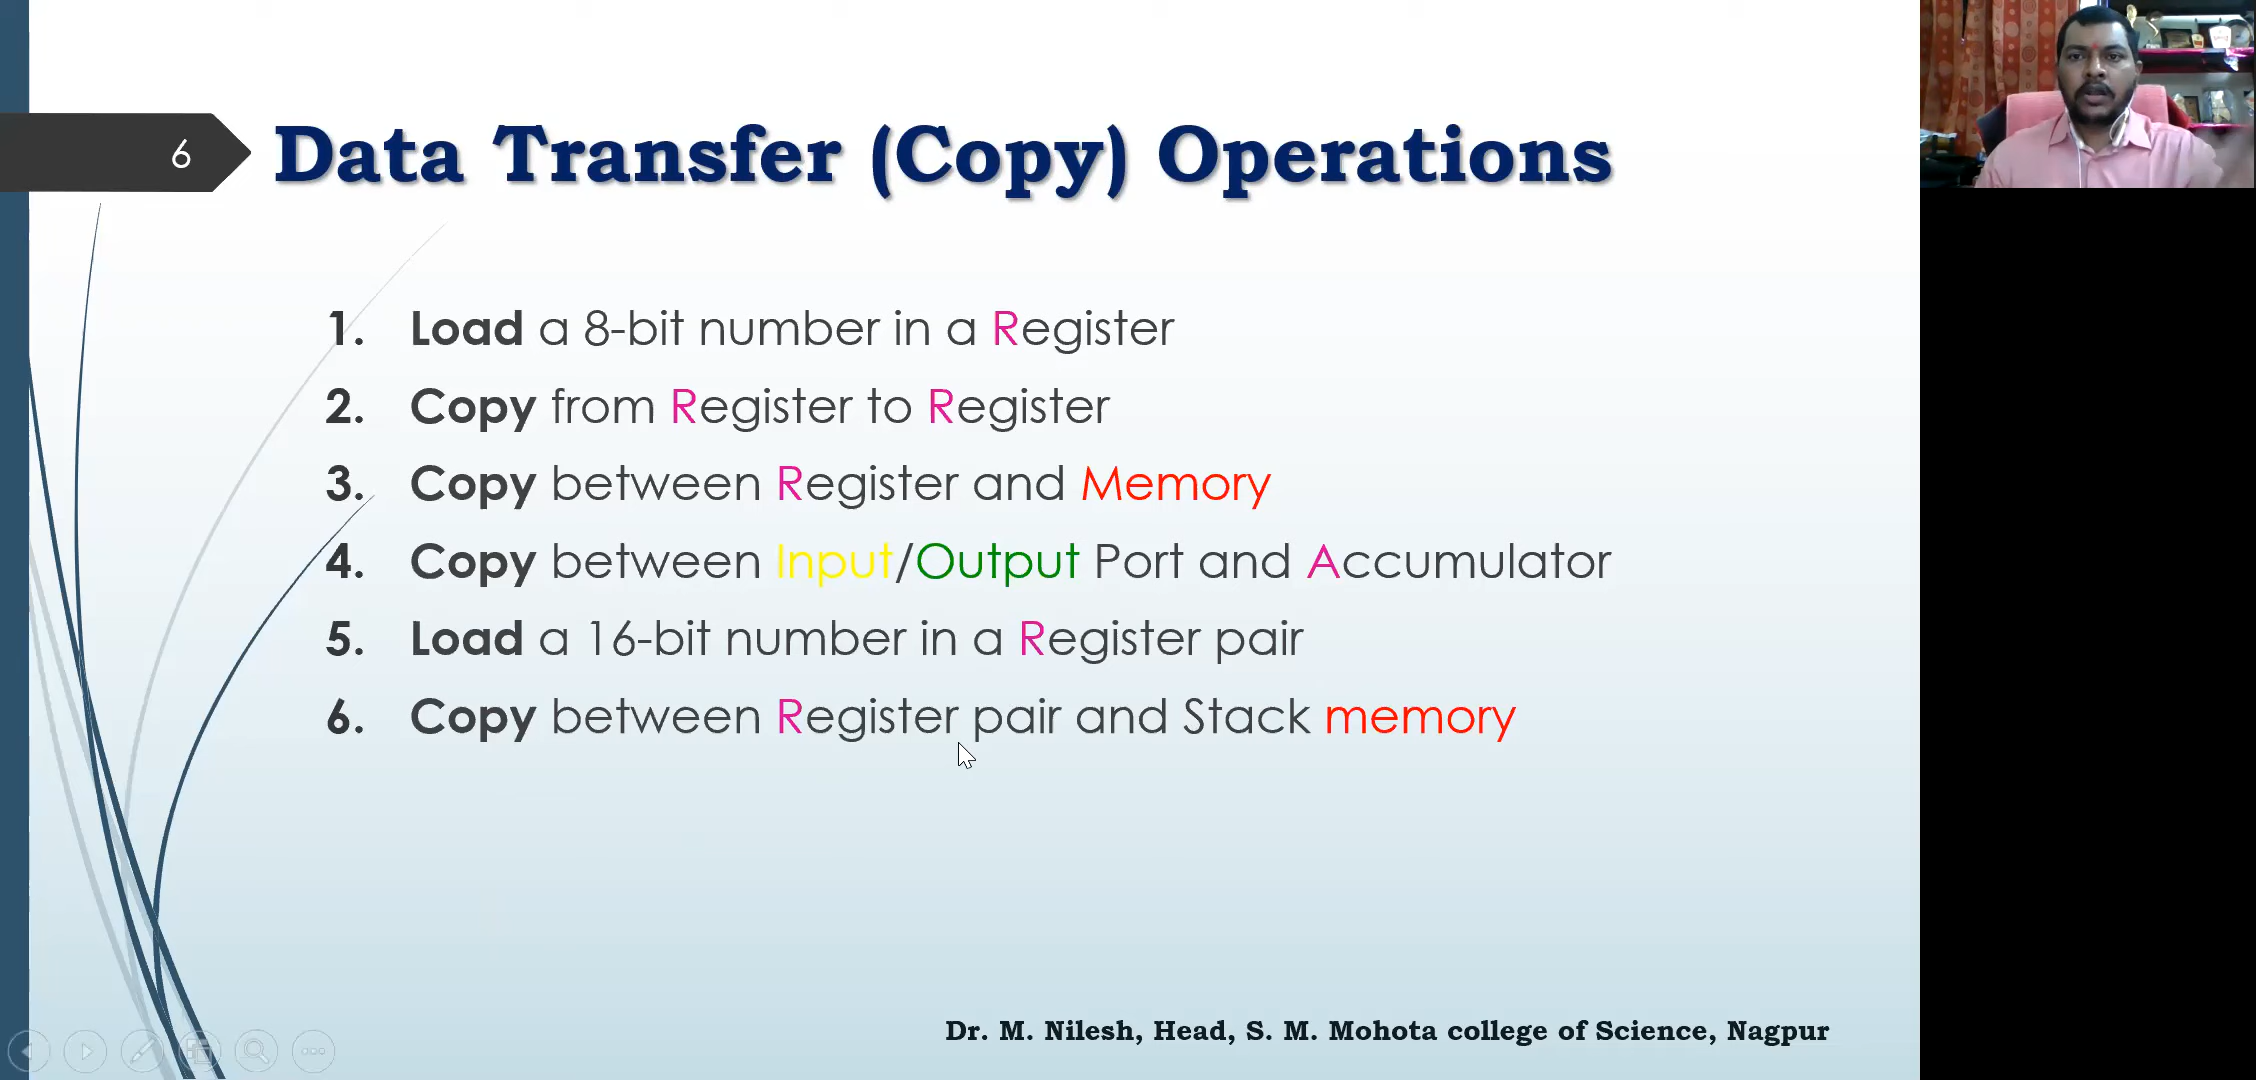 6
Data Transfer (Copy) Operations
1. Load a 8-bit number in a Register
2. Copy from Register to Register
3. Copy between Register and Memory
4. Copy between Input/Output Port and Accumulator
5. Load a 16-bit number in a Register pair
6. Copy between Register pair and Stack memory
Dr. M. Nilesh, Head, S. M. Mohota college of Science, Nagpur